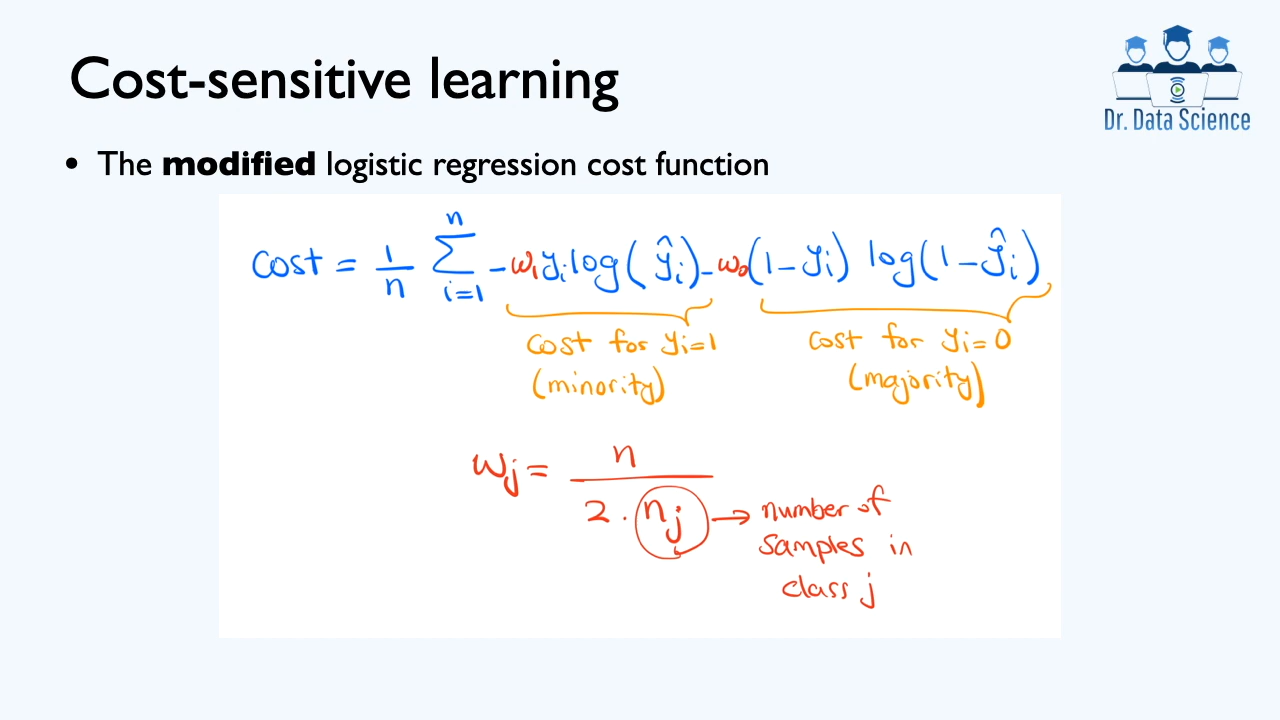 Cost-sensitive learning
Dr. Data Science
• The modified logistic regression cost function
cost = 1/n ∑ᵢ₌₁ⁿ -w₁yᵢlog(ŷᵢ)-w₀(1-yᵢ) log(1-ŷᵢ)
cost for yᵢ=1
cost for yᵢ=0
(minority)
(majority)
wⱼ = n / 2·nⱼ → number of
samples in
class j